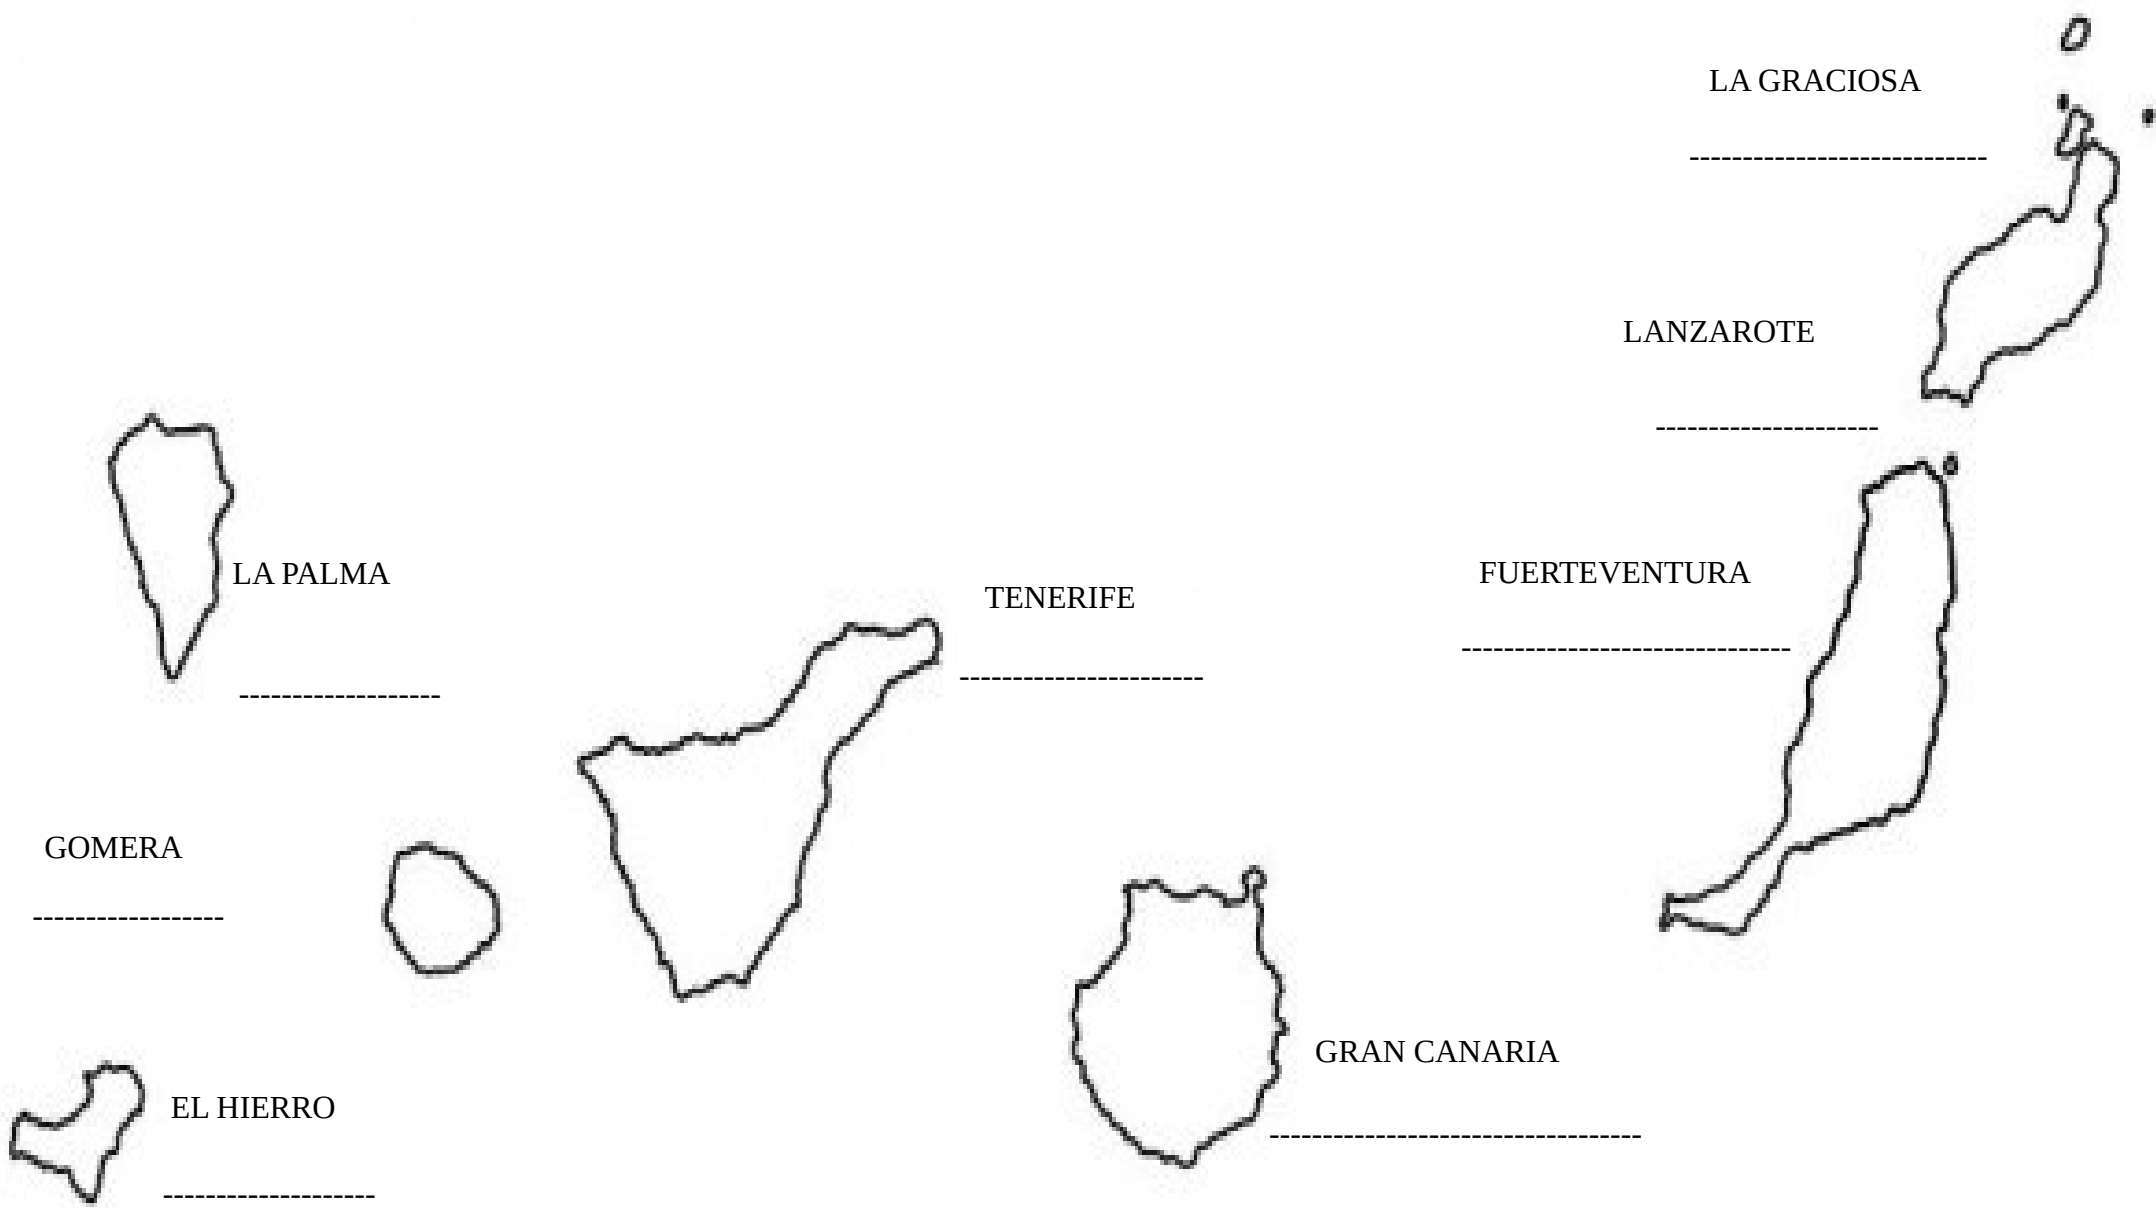 LA GRACIOSA
----------------------------
LANZAROTE
---------------------
LA PALMA
-------------------
TENERIFE
-----------------------
FUERTEVENTURA
-------------------------------
GOMERA
------------------
GRAN CANARIA
-----------------------------------
EL HIERRO
--------------------